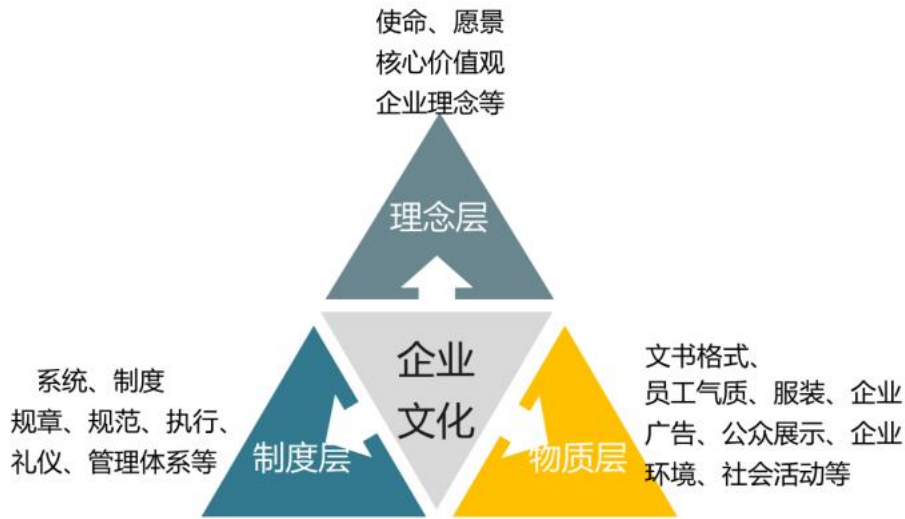 使命、愿景
核心价值观
企业理念等
理念层
企业
文化
系统、制度
规章、规范、执行、
礼仪、管理体系等
制度层
物质层
文书格式、
员工气质、服装、企业
广告、公众展示、企业
环境、社会活动等